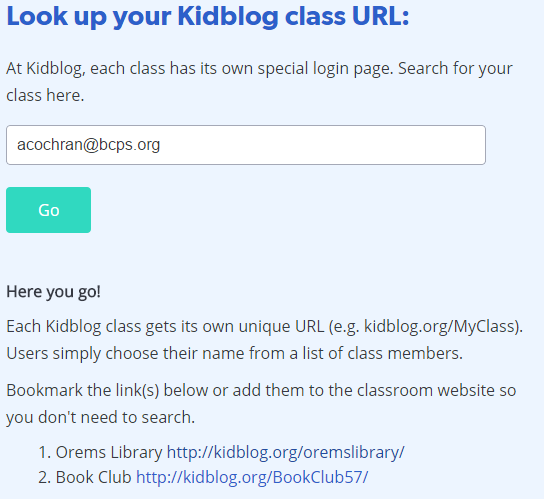 Look up your Kidblog class URL:
At Kidblog, each class has its own special login page. Search for your
class here.
acochran@bcps.org
Go
Here you go!
Each Kidblog class gets its own unique URL (e.g. kidblog.org/MyClass).
Users simply choose their name from a list of class members.
Bookmark the link(s) below or add them to the classroom website so
you don't need to search.
1. Orems Library http://kidblog.org/oremslibrary/
2. Book Club http://kidblog.org/BookClub57/